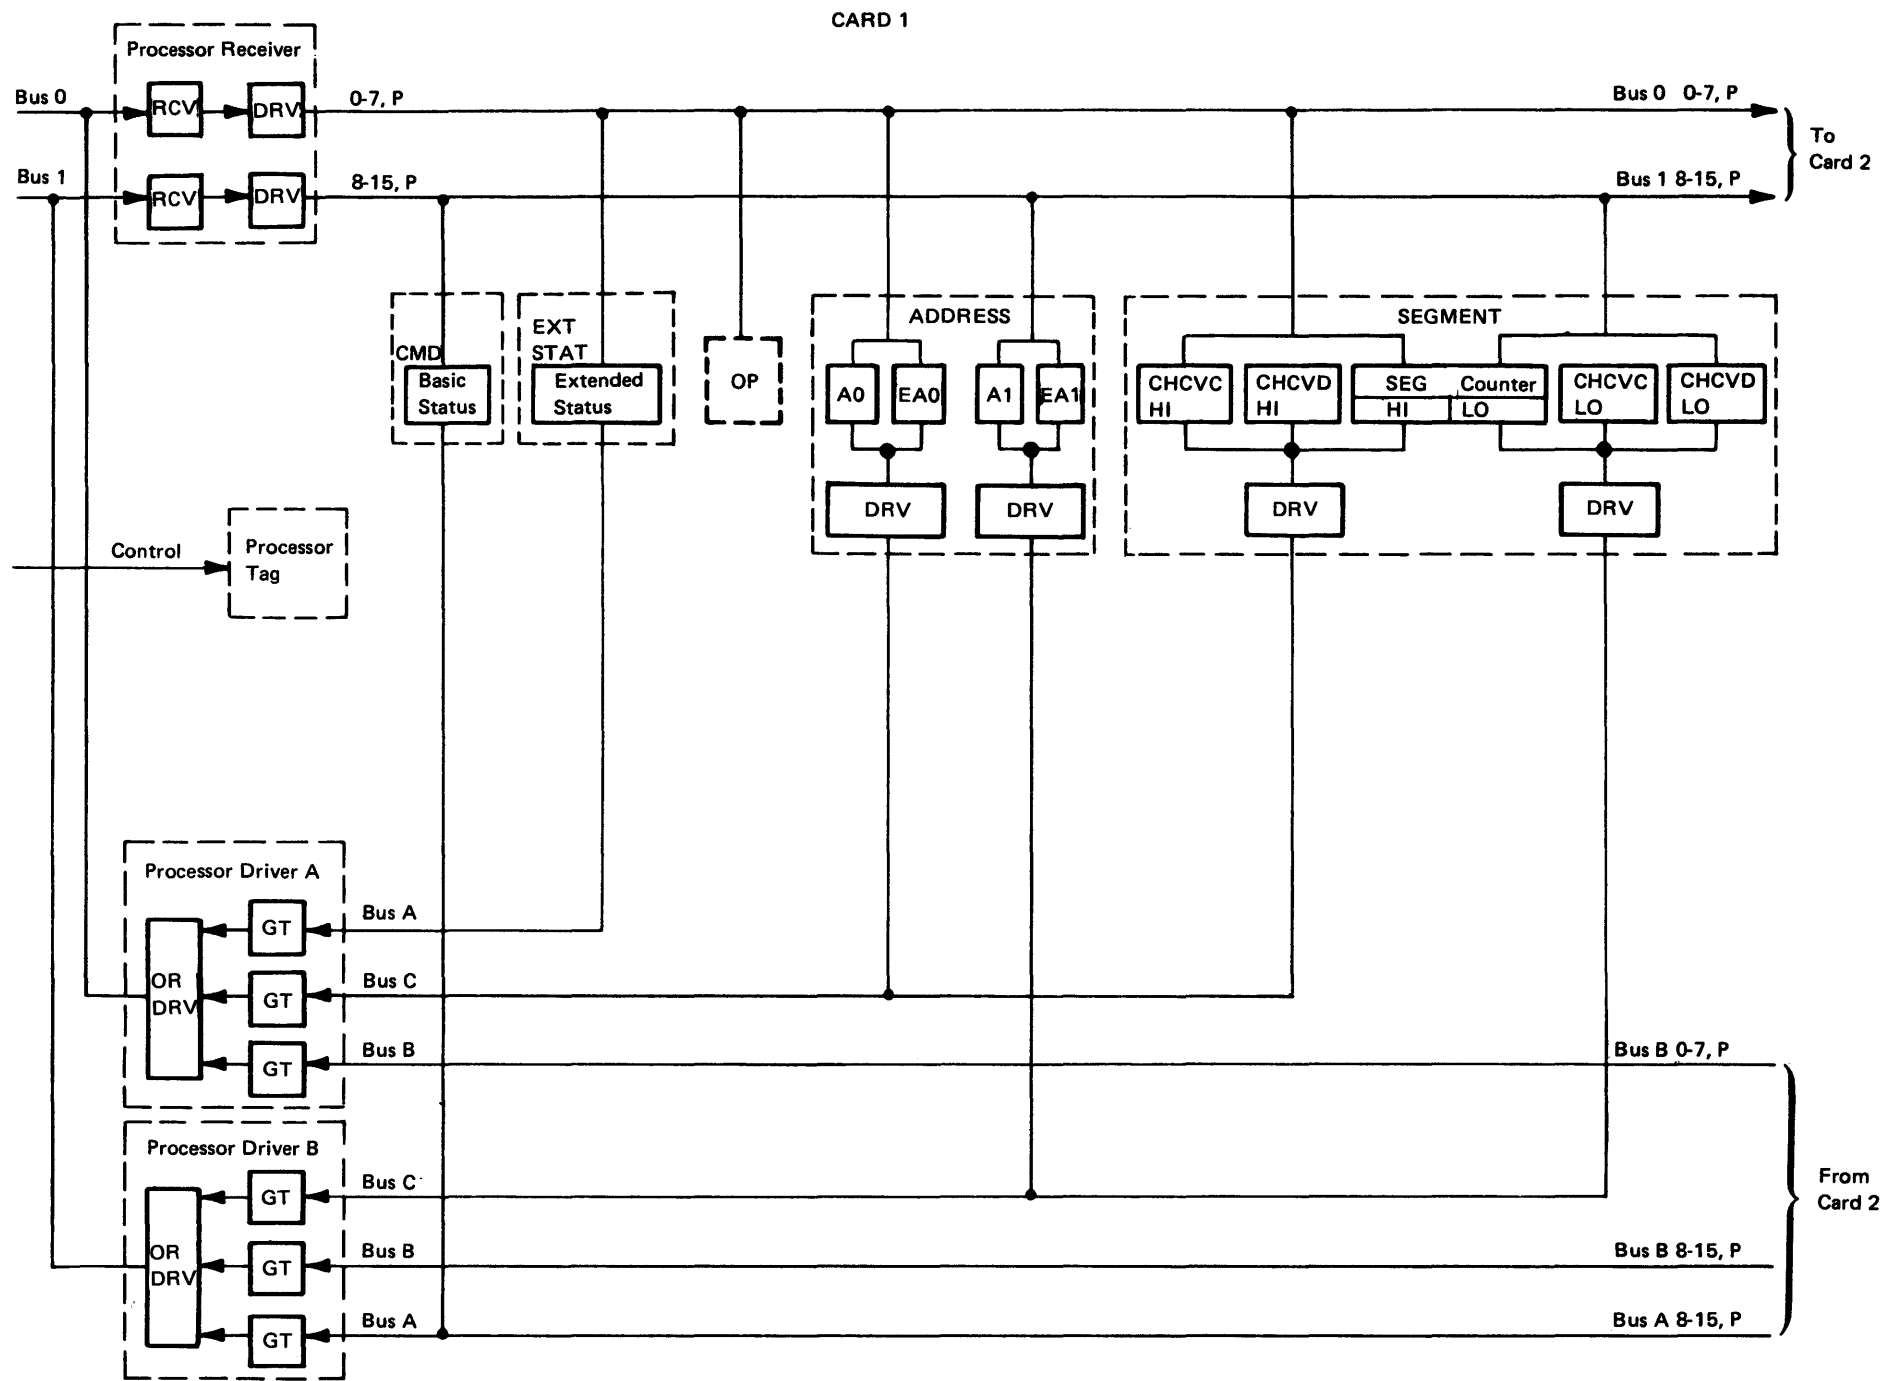 CARD 1
Processor Receiver
Bus 0
RCV
DRV
0-7, P
Bus 0 0-7, P
To
Card 2
Bus 1
RCV
DRV
8-15, P
Bus 1 8-15, P
CMD
Basic
Status
EXT
STAT
Extended
Status
OP
ADDRESS
A0
EA0
A1
EA1
DRV
DRV
SEGMENT
CHCVC
HI
CHCVD
HI
SEG Counter
HI LO
CHCVC
LO
CHCVD
LO
DRV
DRV
Control
Processor
Tag
Processor Driver A
OR
DRV
GT
Bus A
GT
Bus C
GT
Bus B
Bus B 0-7, P
Processor Driver B
OR
DRV
GT
Bus C
GT
Bus B
Bus B 8-15, P
GT
Bus A
Bus A 8-15, P
From
Card 2